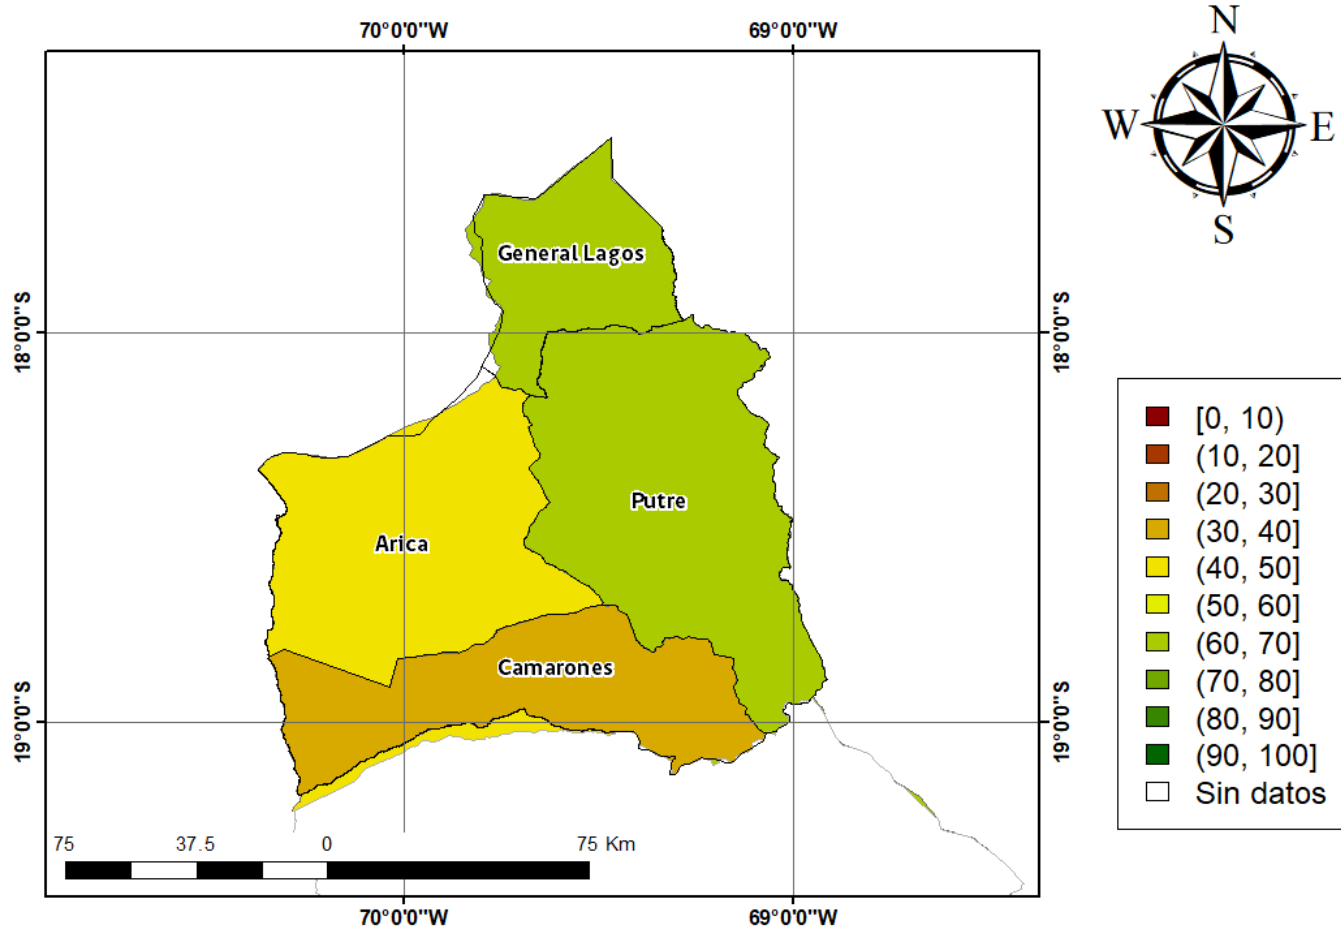 70°0'0"W
69°0'0"W
N
W
E
S
General Lagos
18°0'0"S
18°0'0"S
Putre
Arica
Camarones
19°0'0"S
19°0'0"S
[0, 10)
(10, 20]
(20, 30]
(30, 40]
(40, 50]
(50, 60]
(60, 70]
(70, 80]
(80, 90]
(90, 100]
Sin datos
75 37.5 0 75 Km
70°0'0"W
69°0'0"W